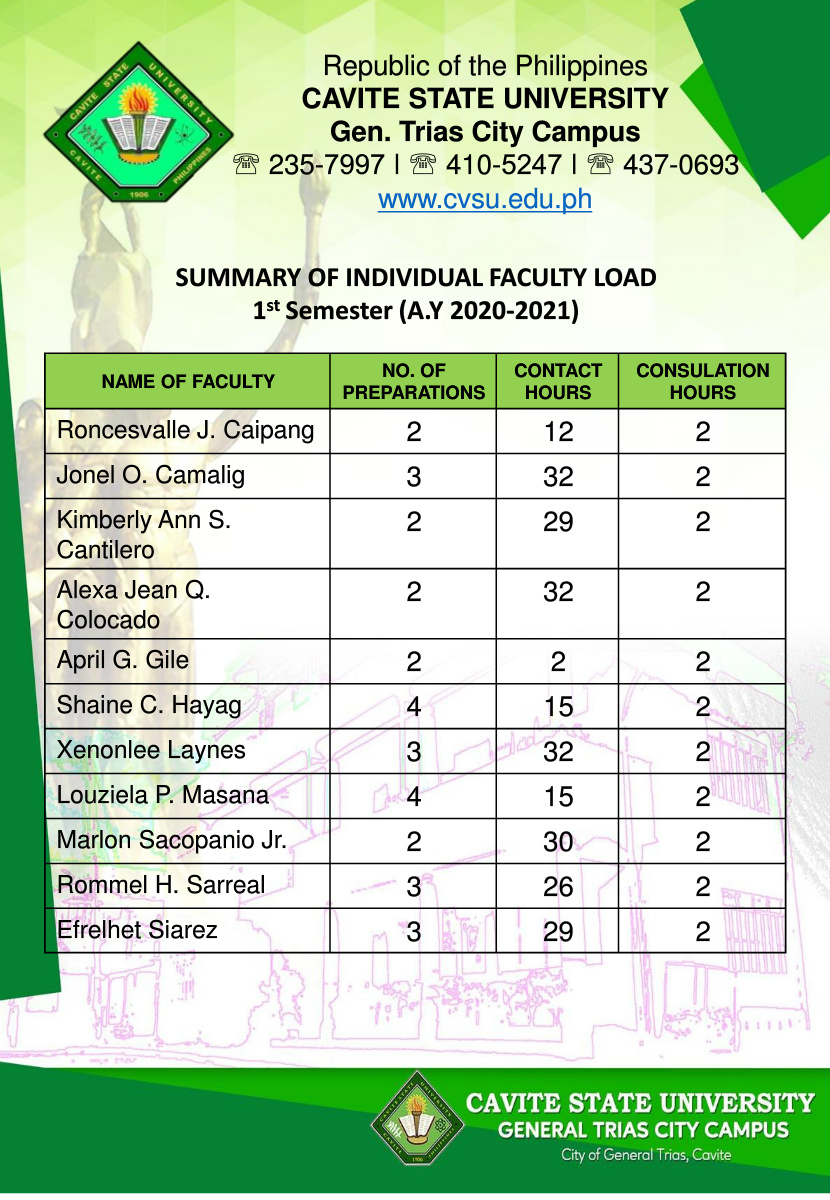 CAVITE STATE UNIVERSITY
CAVITE
PHILIPPINES
1906
Republic of the Philippines
CAVITE STATE UNIVERSITY
Gen. Trias City Campus
☏ 235-7997 I ☏ 410-5247 I ☏ 437-0693
www.cvsu.edu.ph
SUMMARY OF INDIVIDUAL FACULTY LOAD
1st Semester (A.Y 2020-2021)
NAME OF FACULTY NO. OF PREPARATIONS CONTACT HOURS CONSULATION HOURS
Roncesvalle J. Caipang 2 12 2
Jonel O. Camalig 3 32 2
Kimberly Ann S. Cantilero 2 29 2
Alexa Jean Q. Colocado 2 32 2
April G. Gile 2 2 2
Shaine C. Hayag 4 15 2
Xenonlee Laynes 3 32 2
Louziela P. Masana 4 15 2
Marlon Sacopanio Jr. 2 30 2
Rommel H. Sarreal 3 26 2
Efrelhet Siarez 3 29 2
CAVITE STATE UNIVERSITY
GENERAL TRIAS CITY CAMPUS
City of General Trias, Cavite